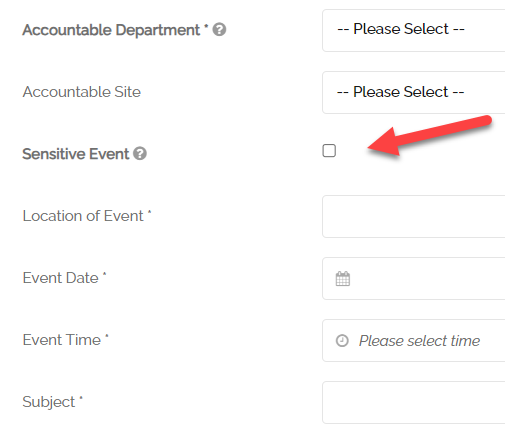 Accountable Department * ?
-- Please Select --
Accountable Site
-- Please Select --
Sensitive Event ?
Location of Event *
Event Date *
Event Time *
Please select time
Subject *